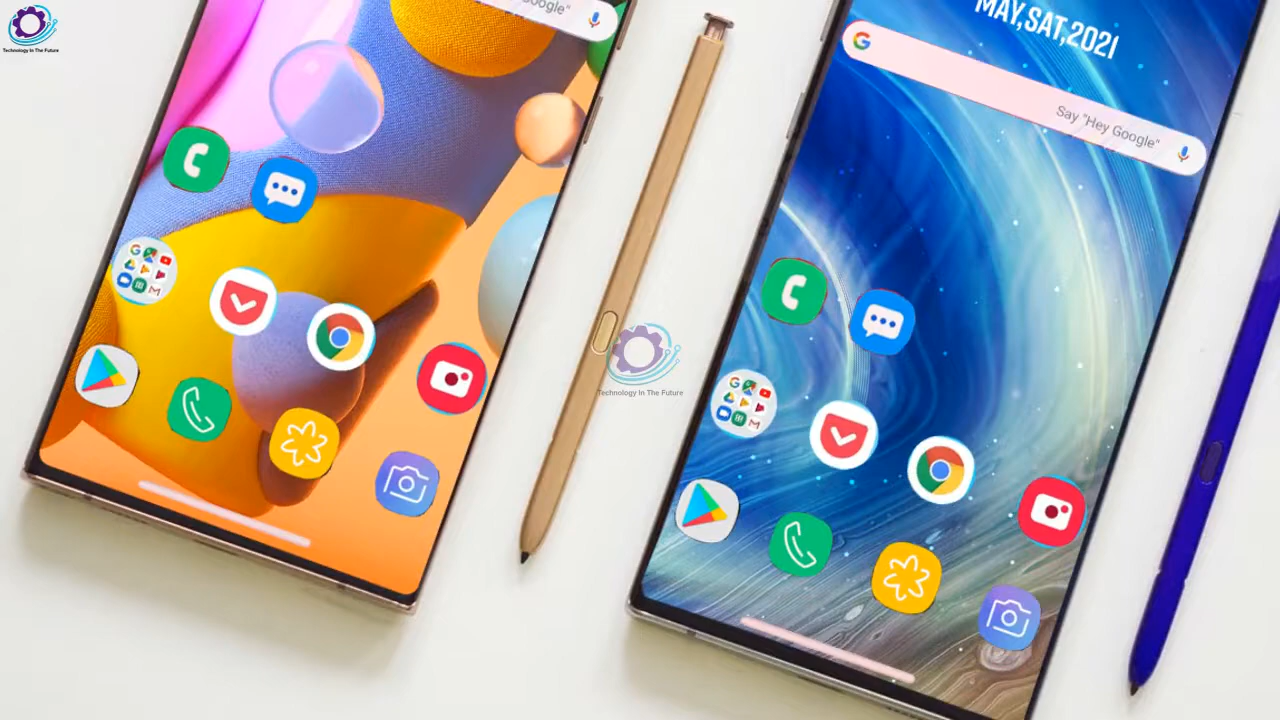 Technology In The Future
Google"
MAY,SAT,2021
Say "Hey Google"
Technology In The Future